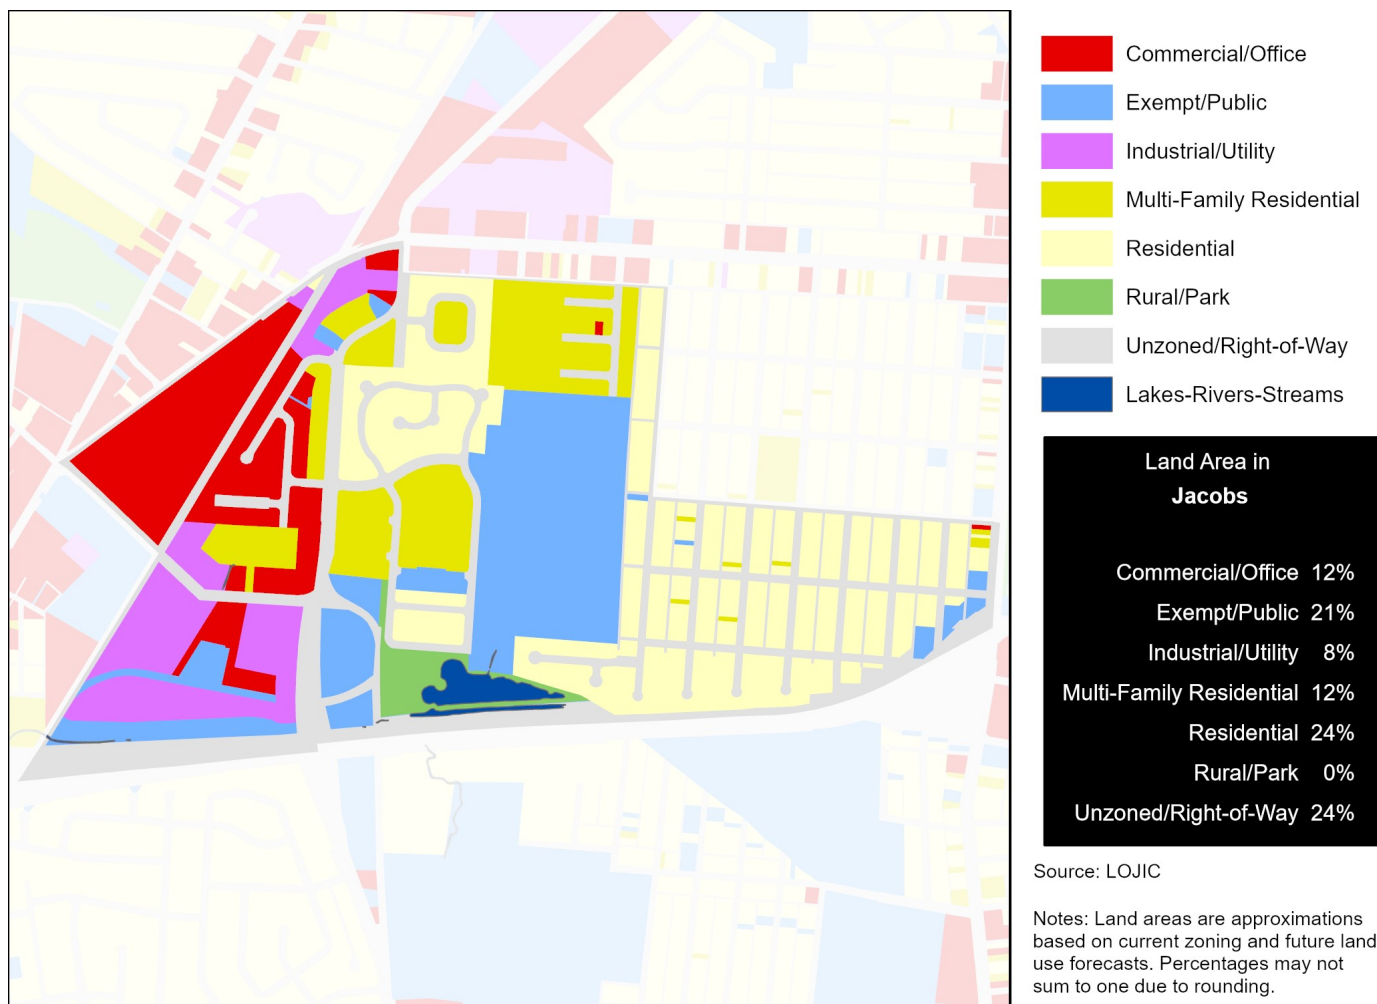 Commercial/Office
Exempt/Public
Industrial/Utility
Multi-Family Residential
Residential
Rural/Park
Unzoned/Right-of-Way
Lakes-Rivers-Streams
Land Area in
Jacobs
Commercial/Office 12%
Exempt/Public 21%
Industrial/Utility 8%
Multi-Family Residential 12%
Residential 24%
Rural/Park 0%
Unzoned/Right-of-Way 24%
Source: LOJIC
Notes: Land areas are approximations
based on current zoning and future land
use forecasts. Percentages may not
sum to one due to rounding.